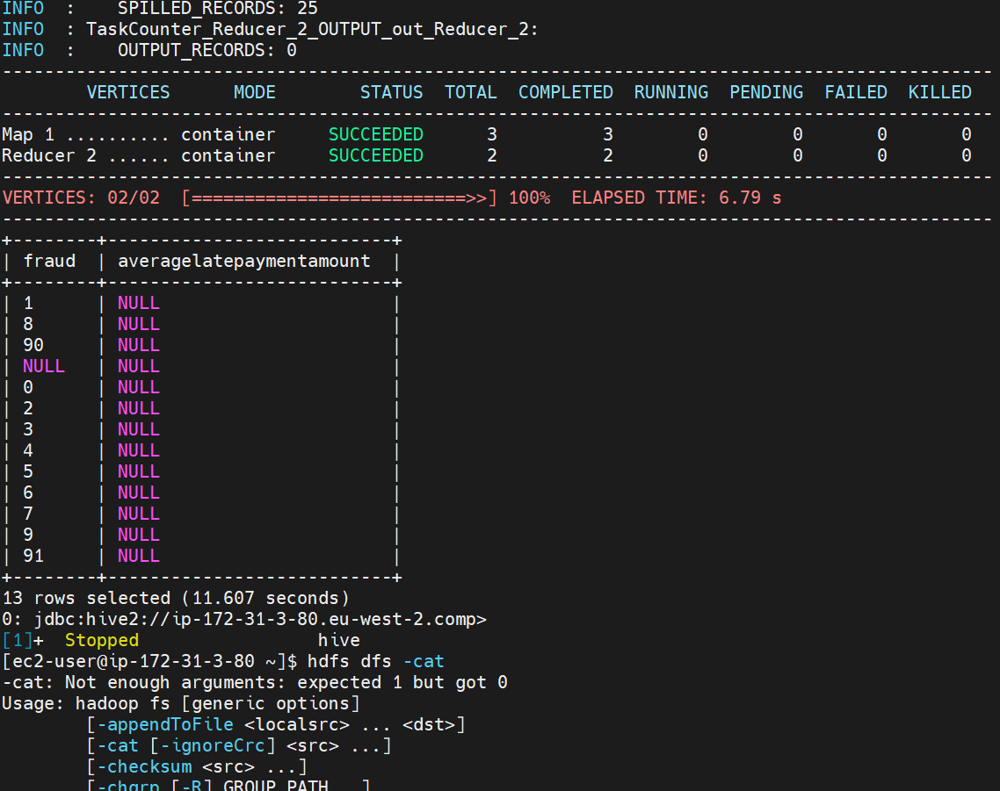 INFO  :     SPILLED_RECORDS: 25
INFO  : TaskCounter_Reducer_2_OUTPUT_out_Reducer_2:
INFO  :     OUTPUT_RECORDS: 0
----------------------------------------------------------------------------------------------
        VERTICES      MODE        STATUS  TOTAL  COMPLETED  RUNNING  PENDING  FAILED  KILLED
----------------------------------------------------------------------------------------------
Map 1 .......... container     SUCCEEDED      3          3        0        0       0       0
Reducer 2 ...... container     SUCCEEDED      2          2        0        0       0       0
----------------------------------------------------------------------------------------------
VERTICES: 02/02  [==========================>>] 100%  ELAPSED TIME: 6.79 s
----------------------------------------------------------------------------------------------
+--------+---------------------------+
| fraud  | averagelatepaymentamount  |
+--------+---------------------------+
| 1      | NULL                      |
| 8      | NULL                      |
| 90     | NULL                      |
| NULL   | NULL                      |
| 0      | NULL                      |
| 2      | NULL                      |
| 3      | NULL                      |
| 4      | NULL                      |
| 5      | NULL                      |
| 6      | NULL                      |
| 7      | NULL                      |
| 9      | NULL                      |
| 91     | NULL                      |
+--------+---------------------------+
13 rows selected (11.607 seconds)
0: jdbc:hive2://ip-172-31-3-80.eu-west-2.comp>
[1]+  Stopped                 hive
[ec2-user@ip-172-31-3-80 ~]$ hdfs dfs -cat
-cat: Not enough arguments: expected 1 but got 0
Usage: hadoop fs [generic options]
        [-appendToFile <localsrc> ... <dst>]
        [-cat [-ignoreCrc] <src> ...]
        [-checksum <src> ...]
        [-chgrp [-R] GROUP PATH...]